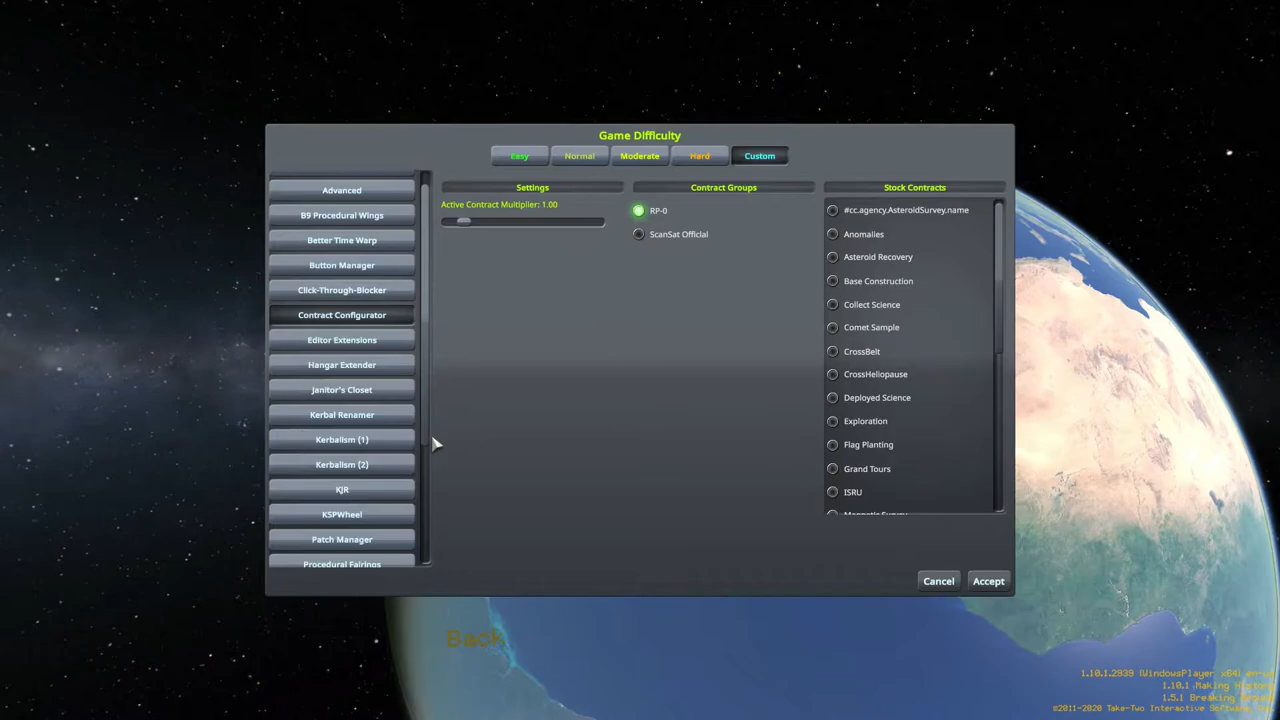 Game Difficulty
Easy Normal Moderate Hard Custom
Advanced
B9 Procedural Wings
Better Time Warp
Button Manager
Click-Through-Blocker
Contract Configurator
Editor Extensions
Hangar Extender
Janitor's Closet
Kerbal Renamer
Kerbalism (1)
Kerbalism (2)
KJR
KSPWheel
Patch Manager
Procedural Fairings
Settings
Active Contract Multiplier: 1.00
Contract Groups
RP-0
ScanSat Official
Stock Contracts
#cc.agency.AsteroidSurvey.name
Anomalies
Asteroid Recovery
Base Construction
Collect Science
Comet Sample
CrossBelt
CrossHeliopause
Deployed Science
Exploration
Flag Planting
Grand Tours
ISRU
Magnetic Survey
Cancel Accept
Back
1.10.1.2939 (WindowsPlayer x64)
1.10.1 Making History
1.5.1 Breaking Ground
©2011-2020 Take-Two Interactive Software, Inc.